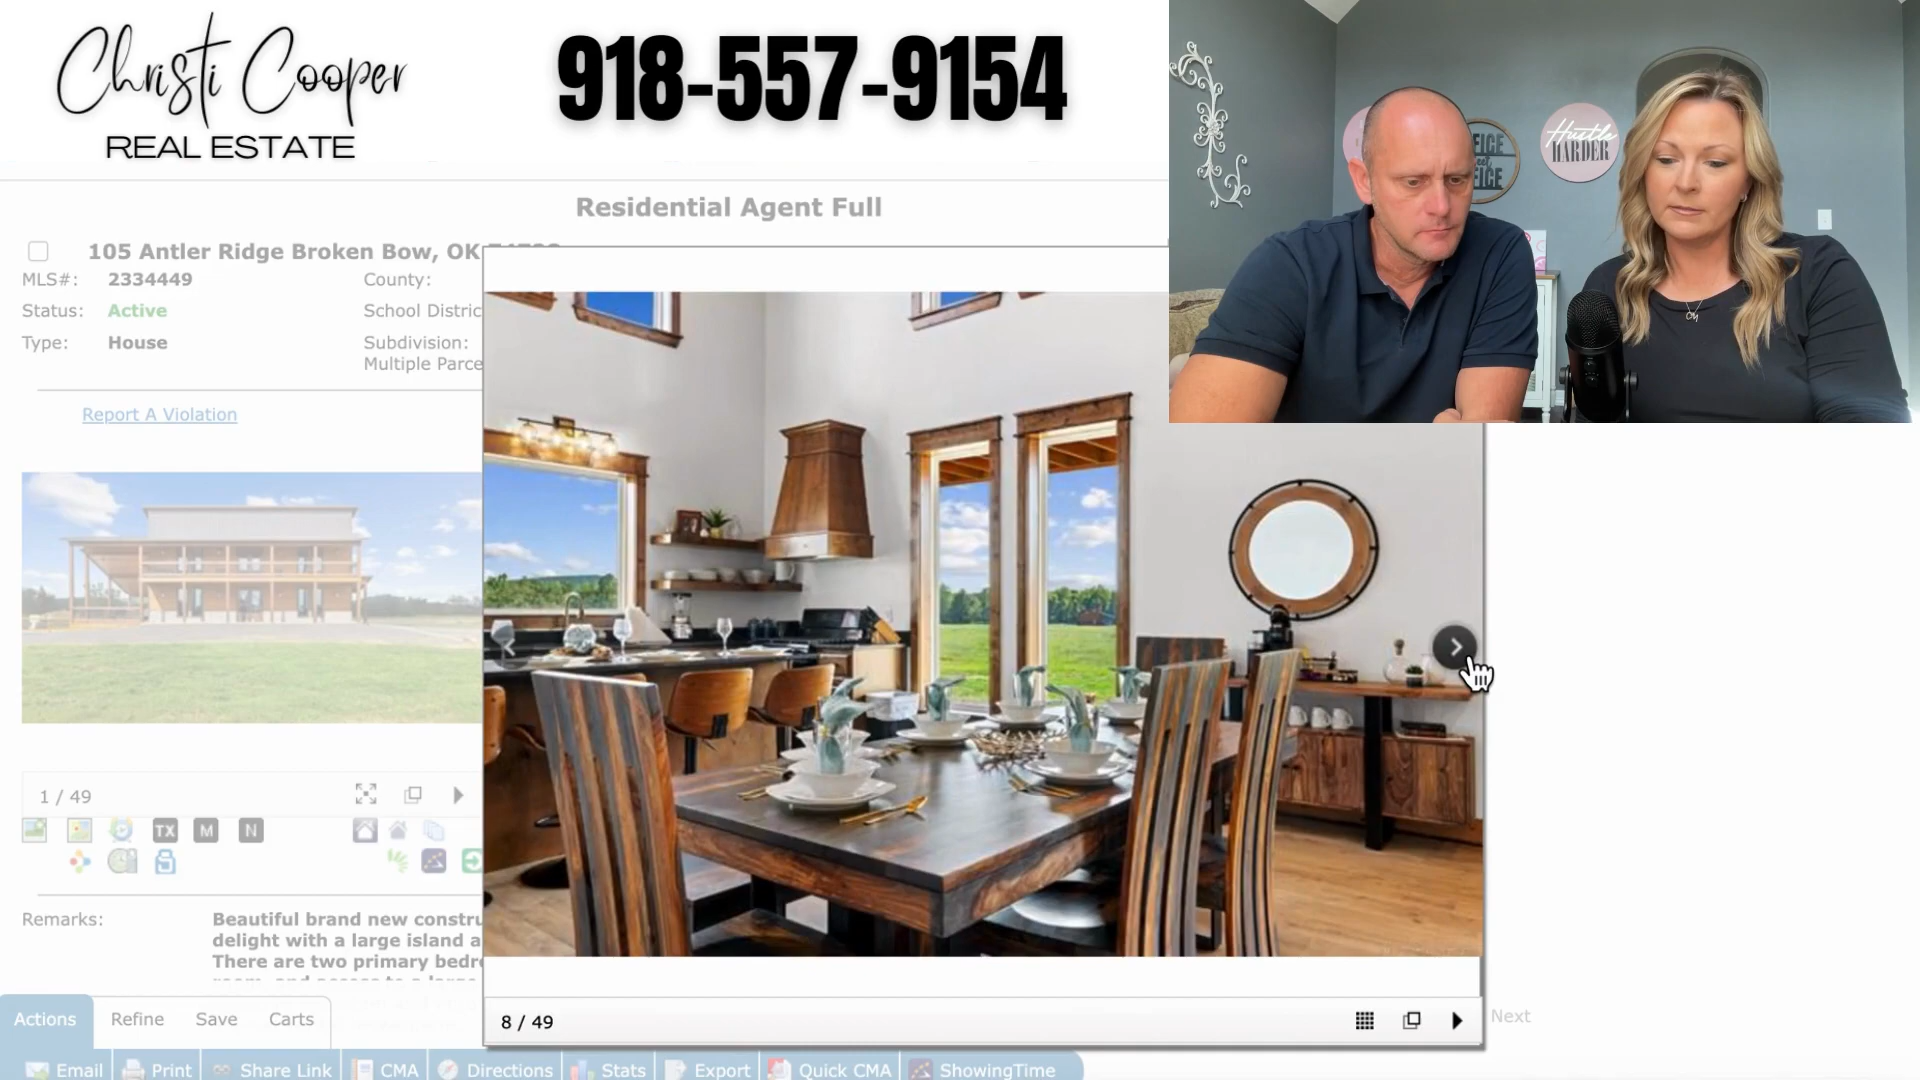 Christi Cooper
REAL ESTATE
918-557-9154
Hustle
HARDER
Residential Agent Full
105 Antler Ridge Broken Bow, OK
MLS#: 2334449 County:
Status: Active School Distric
Type: House Subdivision:
Multiple Parce
Report A Violation
1 / 49
TX M N
Remarks: Beautiful brand new constru
delight with a large island a
There are two primary bedr
8 / 49
Actions Refine Save Carts
Next
Email Print Share Link CMA Directions Stats Export Quick CMA ShowingTime